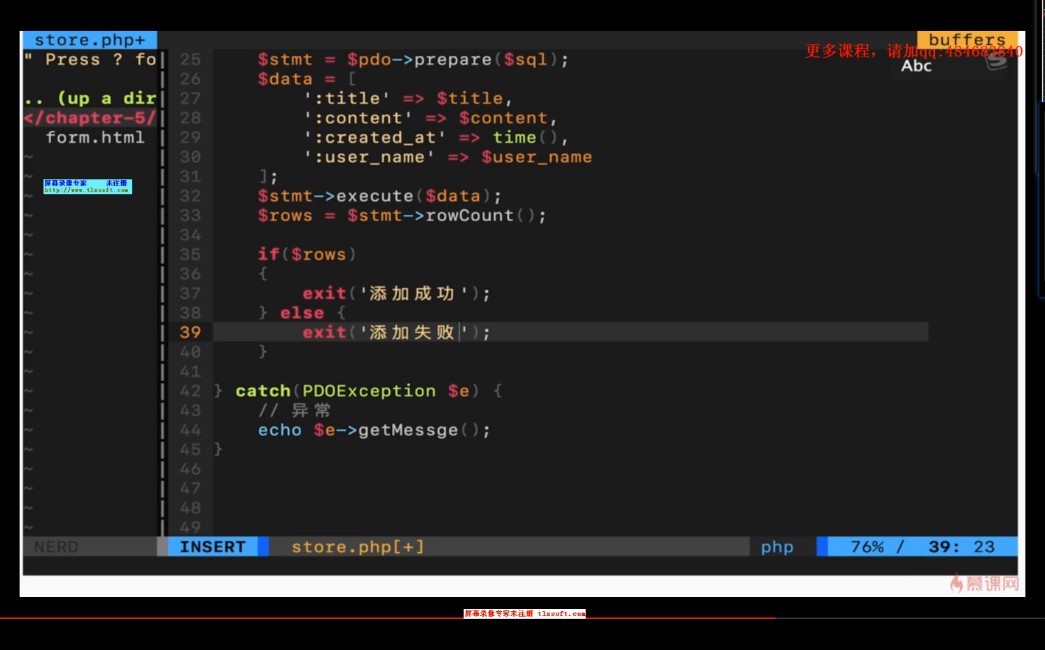 store.php+
buffers
更多课程，请加qq:484682840
Abc
" Press ? fo
.. (up a dir
</chapter-5/
form.html
屏幕录像专家 未注册
http://www.tlxsoft.com
25 $stmt = $pdo->prepare($sql);
26 $data = [
27 ':title' => $title,
28 ':content' => $content,
29 ':created_at' => time(),
30 ':user_name' => $user_name
31 ];
32 $stmt->execute($data);
33 $rows = $stmt->rowCount();
34
35 if($rows)
36 {
37 exit('添加成功');
38 } else {
39 exit('添加失败');
40 }
41
42 } catch(PDOException $e) {
43 // 异常
44 echo $e->getMessge();
45 }
46
47
48
49
NERD
INSERT store.php[+]
php
76% / 39: 23
慕课网
屏幕录像专家未注册 tlxsoft.com